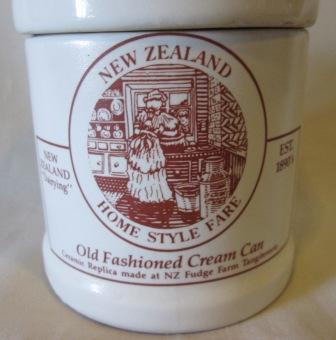 NEW ZEALAND
HOME STYLE FARE
NEW
ZEALAND
"Dairying"
EST.
1890's
Old Fashioned Cream Can
Ceramic Replica made at NZ Fudge Farm Tangiteroria